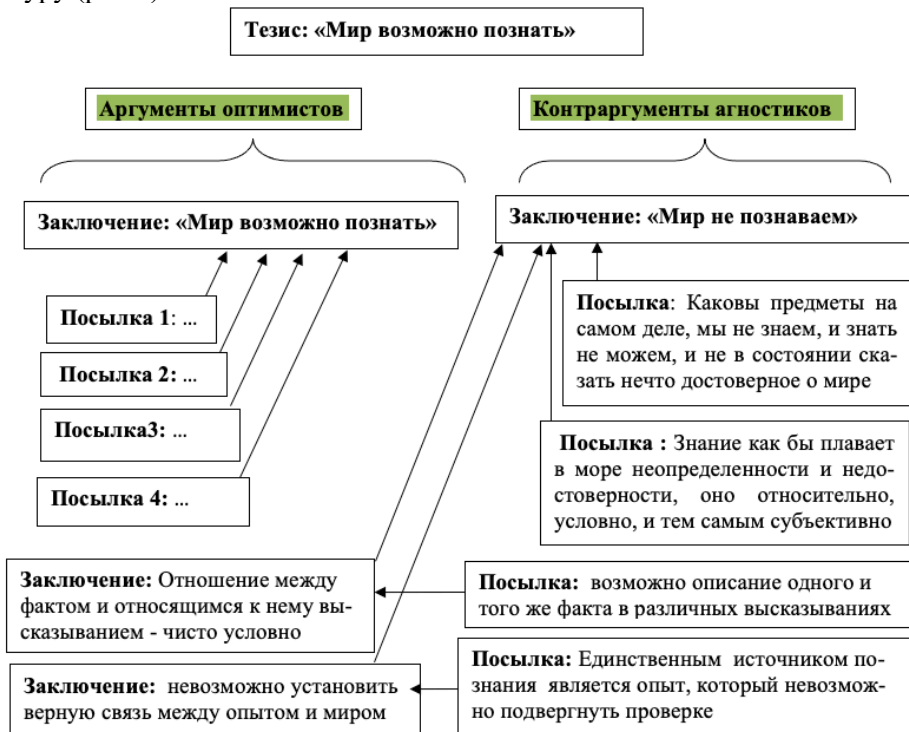 Тезис: «Мир возможно познать»
Аргументы оптимистов
Контраргументы агностиков
Заключение: «Мир возможно познать»
Заключение: «Мир не познаваем»
Посылка 1: ...
Посылка 2: ...
Посылка3: ...
Посылка 4: ...
Посылка: Каковы предметы на
самом деле, мы не знаем, и знать
не можем, и не в состоянии ска-
зать нечто достоверное о мире
Посылка : Знание как бы плавает
в море неопределенности и недо-
стоверности, оно относительно,
условно, и тем самым субъективно
Заключение: Отношение между
фактом и относящимся к нему вы-
сказыванием - чисто условно
Посылка: возможно описание одного и
того же факта в различных высказываниях
Заключение: невозможно установить
верную связь между опытом и миром
Посылка: Единственным источником по-
знания является опыт, который невозмож-
но подвергнуть проверке